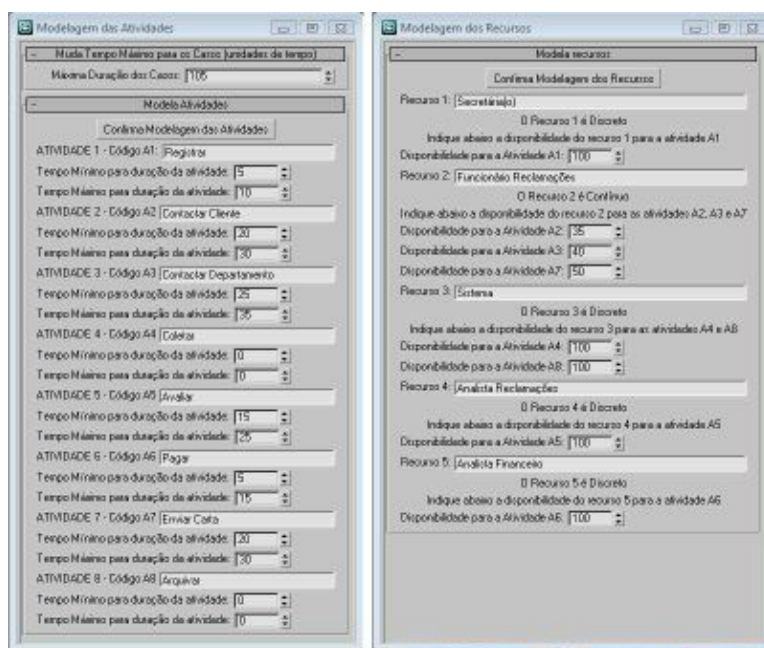 Modelagem das Atividades
Muda Tempo Máximo para os Casos (unidades de tempo)
Máxima Duração dos Casos: 105
Modela Atividades
Confirma Modelagem das Atividades
ATIVIDADE 1 - Código A1: Registrar
Tempo Mínimo para duração da atividade: 5
Tempo Máximo para duração da atividade: 10
ATIVIDADE 2 - Código A2 Contactar Cliente
Tempo Mínimo para duração da atividade: 20
Tempo Máximo para duração da atividade: 30
ATIVIDADE 3 - Código A3 Contactar Departamento
Tempo Mínimo para duração da atividade: 25
Tempo Máximo para duração da atividade: 35
ATIVIDADE 4 - Código A4 Coletar
Tempo Mínimo para duração da atividade: 0
Tempo Máximo para duração da atividade: 0
ATIVIDADE 5 - Código A5 Avaliar
Tempo Mínimo para duração da atividade: 15
Tempo Máximo para duração da atividade: 25
ATIVIDADE 6 - Código A6 Pagar
Tempo Mínimo para duração da atividade: 5
Tempo Máximo para duração da atividade: 15
ATIVIDADE 7 - Código A7 Enviar Carta
Tempo Mínimo para duração da atividade: 20
Tempo Máximo para duração da atividade: 30
ATIVIDADE 8 - Código A8 Arquivar
Tempo Mínimo para duração da atividade: 0
Tempo Máximo para duração da atividade: 0
Modelagem dos Recursos
Modela recursos
Confirma Modelagem dos Recursos
Recurso 1: Secretária(o)
O Recurso 1 é Discreto
Indique abaixo a disponibilidade do recurso 1 para a atividade A1
Disponibilidade para a Atividade A1: 100
Recurso 2: Funcionário Reclamações
O Recurso 2 é Contínuo
Indique abaixo a disponibilidade do recurso 2 para as atividades A2, A3 e A7
Disponibilidade para a Atividade A2: 35
Disponibilidade para a Atividade A3: 40
Disponibilidade para a Atividade A7: 50
Recurso 3: Sistema
O Recurso 3 é Discreto
Indique abaixo a disponibilidade do recurso 3 para as atividades A4 e A8
Disponibilidade para a Atividade A4: 100
Disponibilidade para a Atividade A8: 100
Recurso 4: Analista Reclamações
O Recurso 4 é Discreto
Indique abaixo a disponibilidade do recurso 4 para a atividade A5
Disponibilidade para a Atividade A5: 100
Recurso 5: Analista Financeiro
O Recurso 5 é Discreto
Indique abaixo a disponibilidade do recurso 5 para a atividade A6
Disponibilidade para a Atividade A6: 100